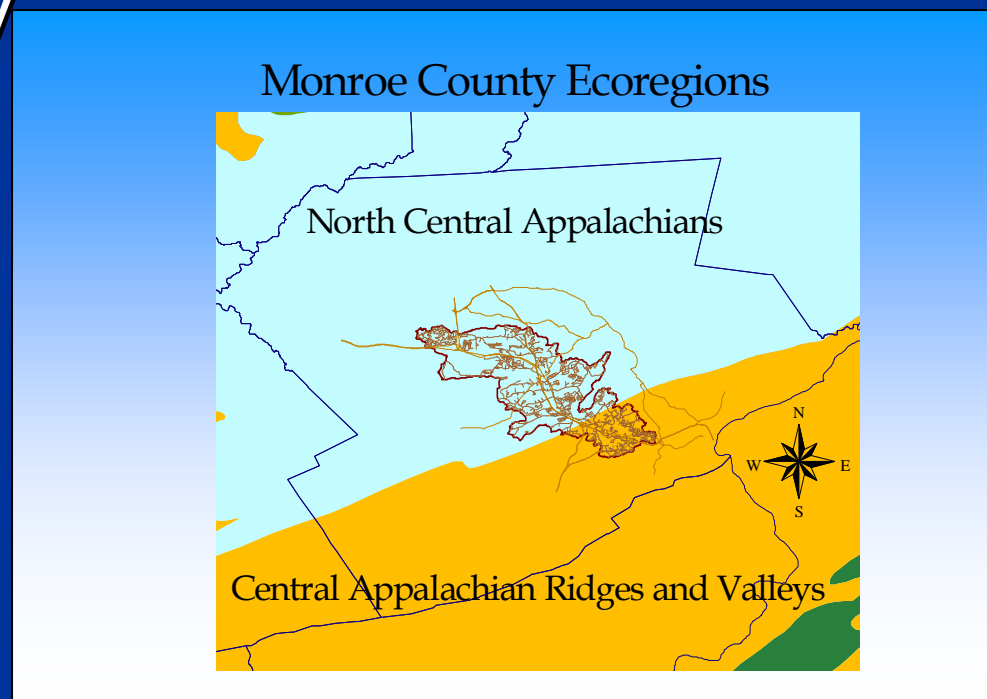 Monroe County Ecoregions
North Central Appalachians
N
W
E
S
Central Appalachian Ridges and Valleys